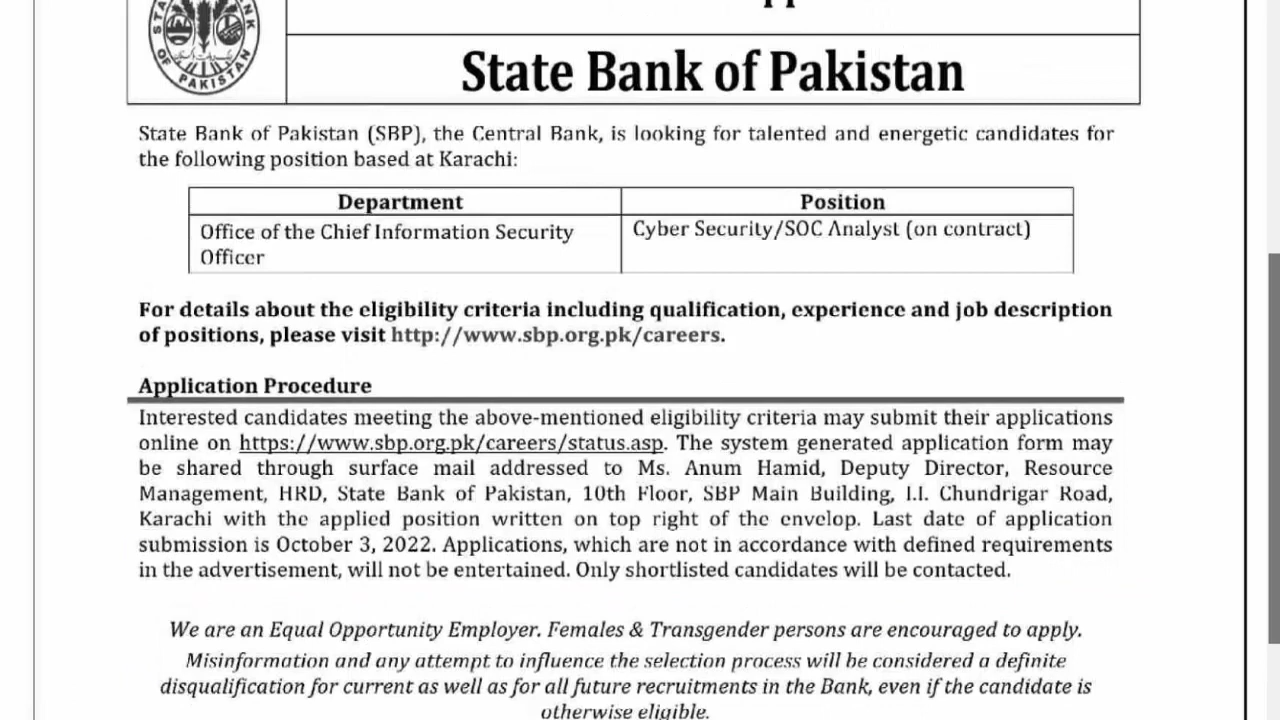 STATE BANK OF PAKISTAN
State Bank of Pakistan
State Bank of Pakistan (SBP), the Central Bank, is looking for talented and energetic candidates for
the following position based at Karachi:
Department
Position
Office of the Chief Information Security
Officer
Cyber Security/SOC Analyst (on contract)
For details about the eligibility criteria including qualification, experience and job description
of positions, please visit http://www.sbp.org.pk/careers.
Application Procedure
Interested candidates meeting the above-mentioned eligibility criteria may submit their applications
online on https://www.sbp.org.pk/careers/status.asp. The system generated application form may
be shared through surface mail addressed to Ms. Anum Hamid, Deputy Director, Resource
Management, HRD, State Bank of Pakistan, 10th Floor, SBP Main Building, I.I. Chundrigar Road,
Karachi with the applied position written on top right of the envelop. Last date of application
submission is October 3, 2022. Applications, which are not in accordance with defined requirements
in the advertisement, will not be entertained. Only shortlisted candidates will be contacted.
We are an Equal Opportunity Employer. Females & Transgender persons are encouraged to apply.
Misinformation and any attempt to influence the selection process will be considered a definite
disqualification for current as well as for all future recruitments in the Bank, even if the candidate is
otherwise eligible.